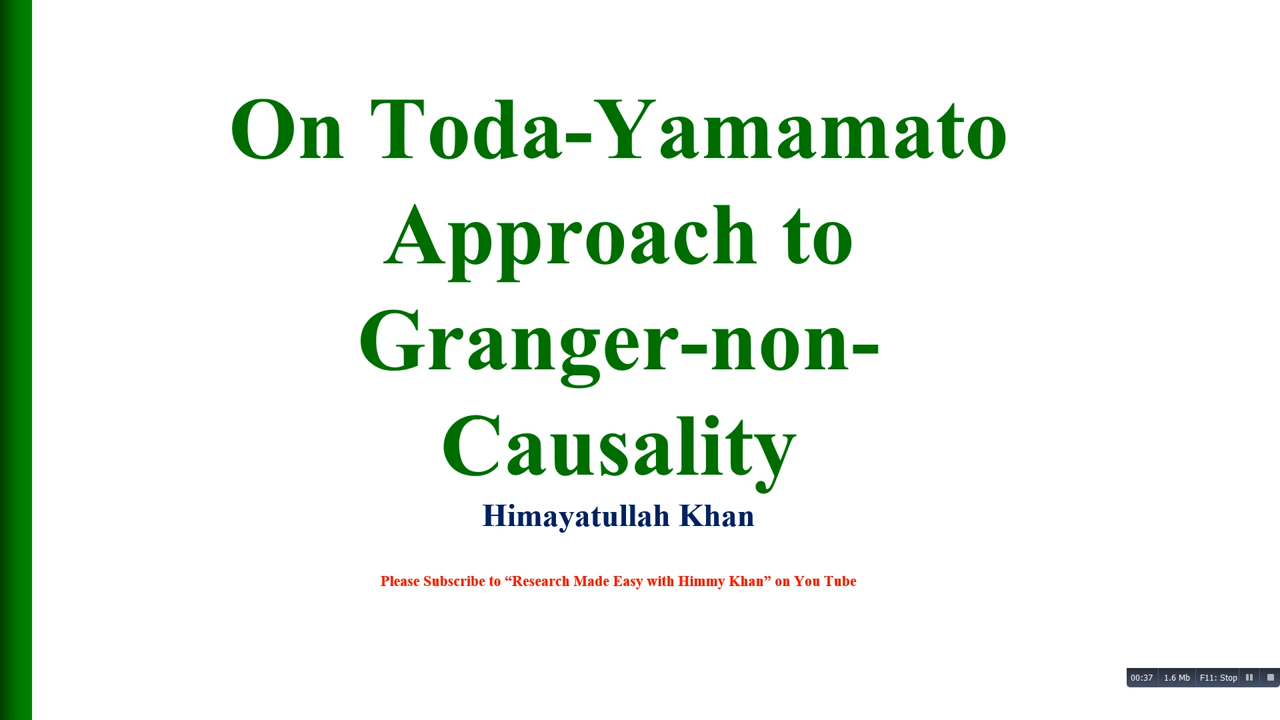 On Toda-Yamamato
Approach to
Granger-non-
Causality
Himayatullah Khan
Please Subscribe to “Research Made Easy with Himmy Khan” on You Tube
00:37 1.6 Mb F11: Stop